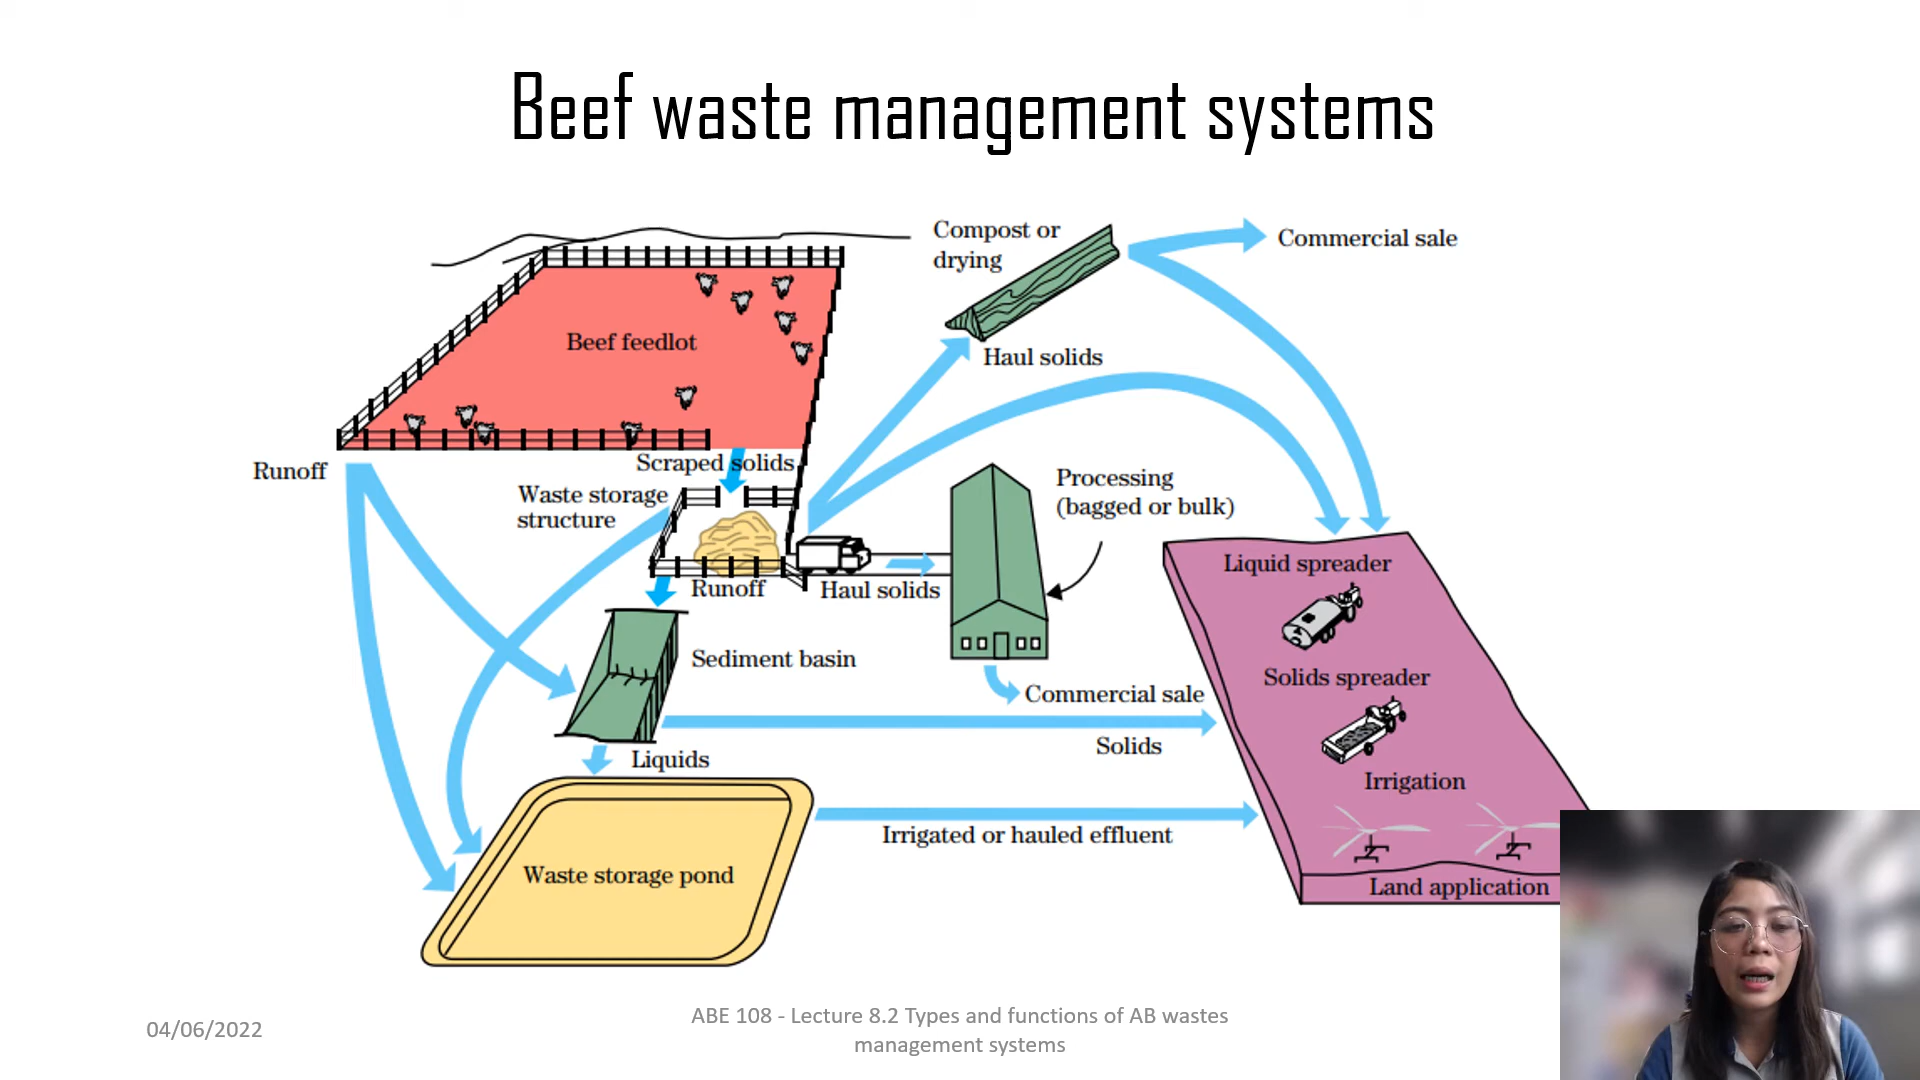 Beef waste management systems
Compost or
drying
Commercial sale
Beef feedlot
Haul solids
Runoff
Scraped solids
Waste storage
structure
Processing
(bagged or bulk)
Runoff
Haul solids
Liquid spreader
Sediment basin
Solids spreader
Commercial sale
Solids
Liquids
Irrigation
Irrigated or hauled effluent
Waste storage pond
Land application
04/06/2022
ABE 108 - Lecture 8.2 Types and functions of AB wastes
management systems